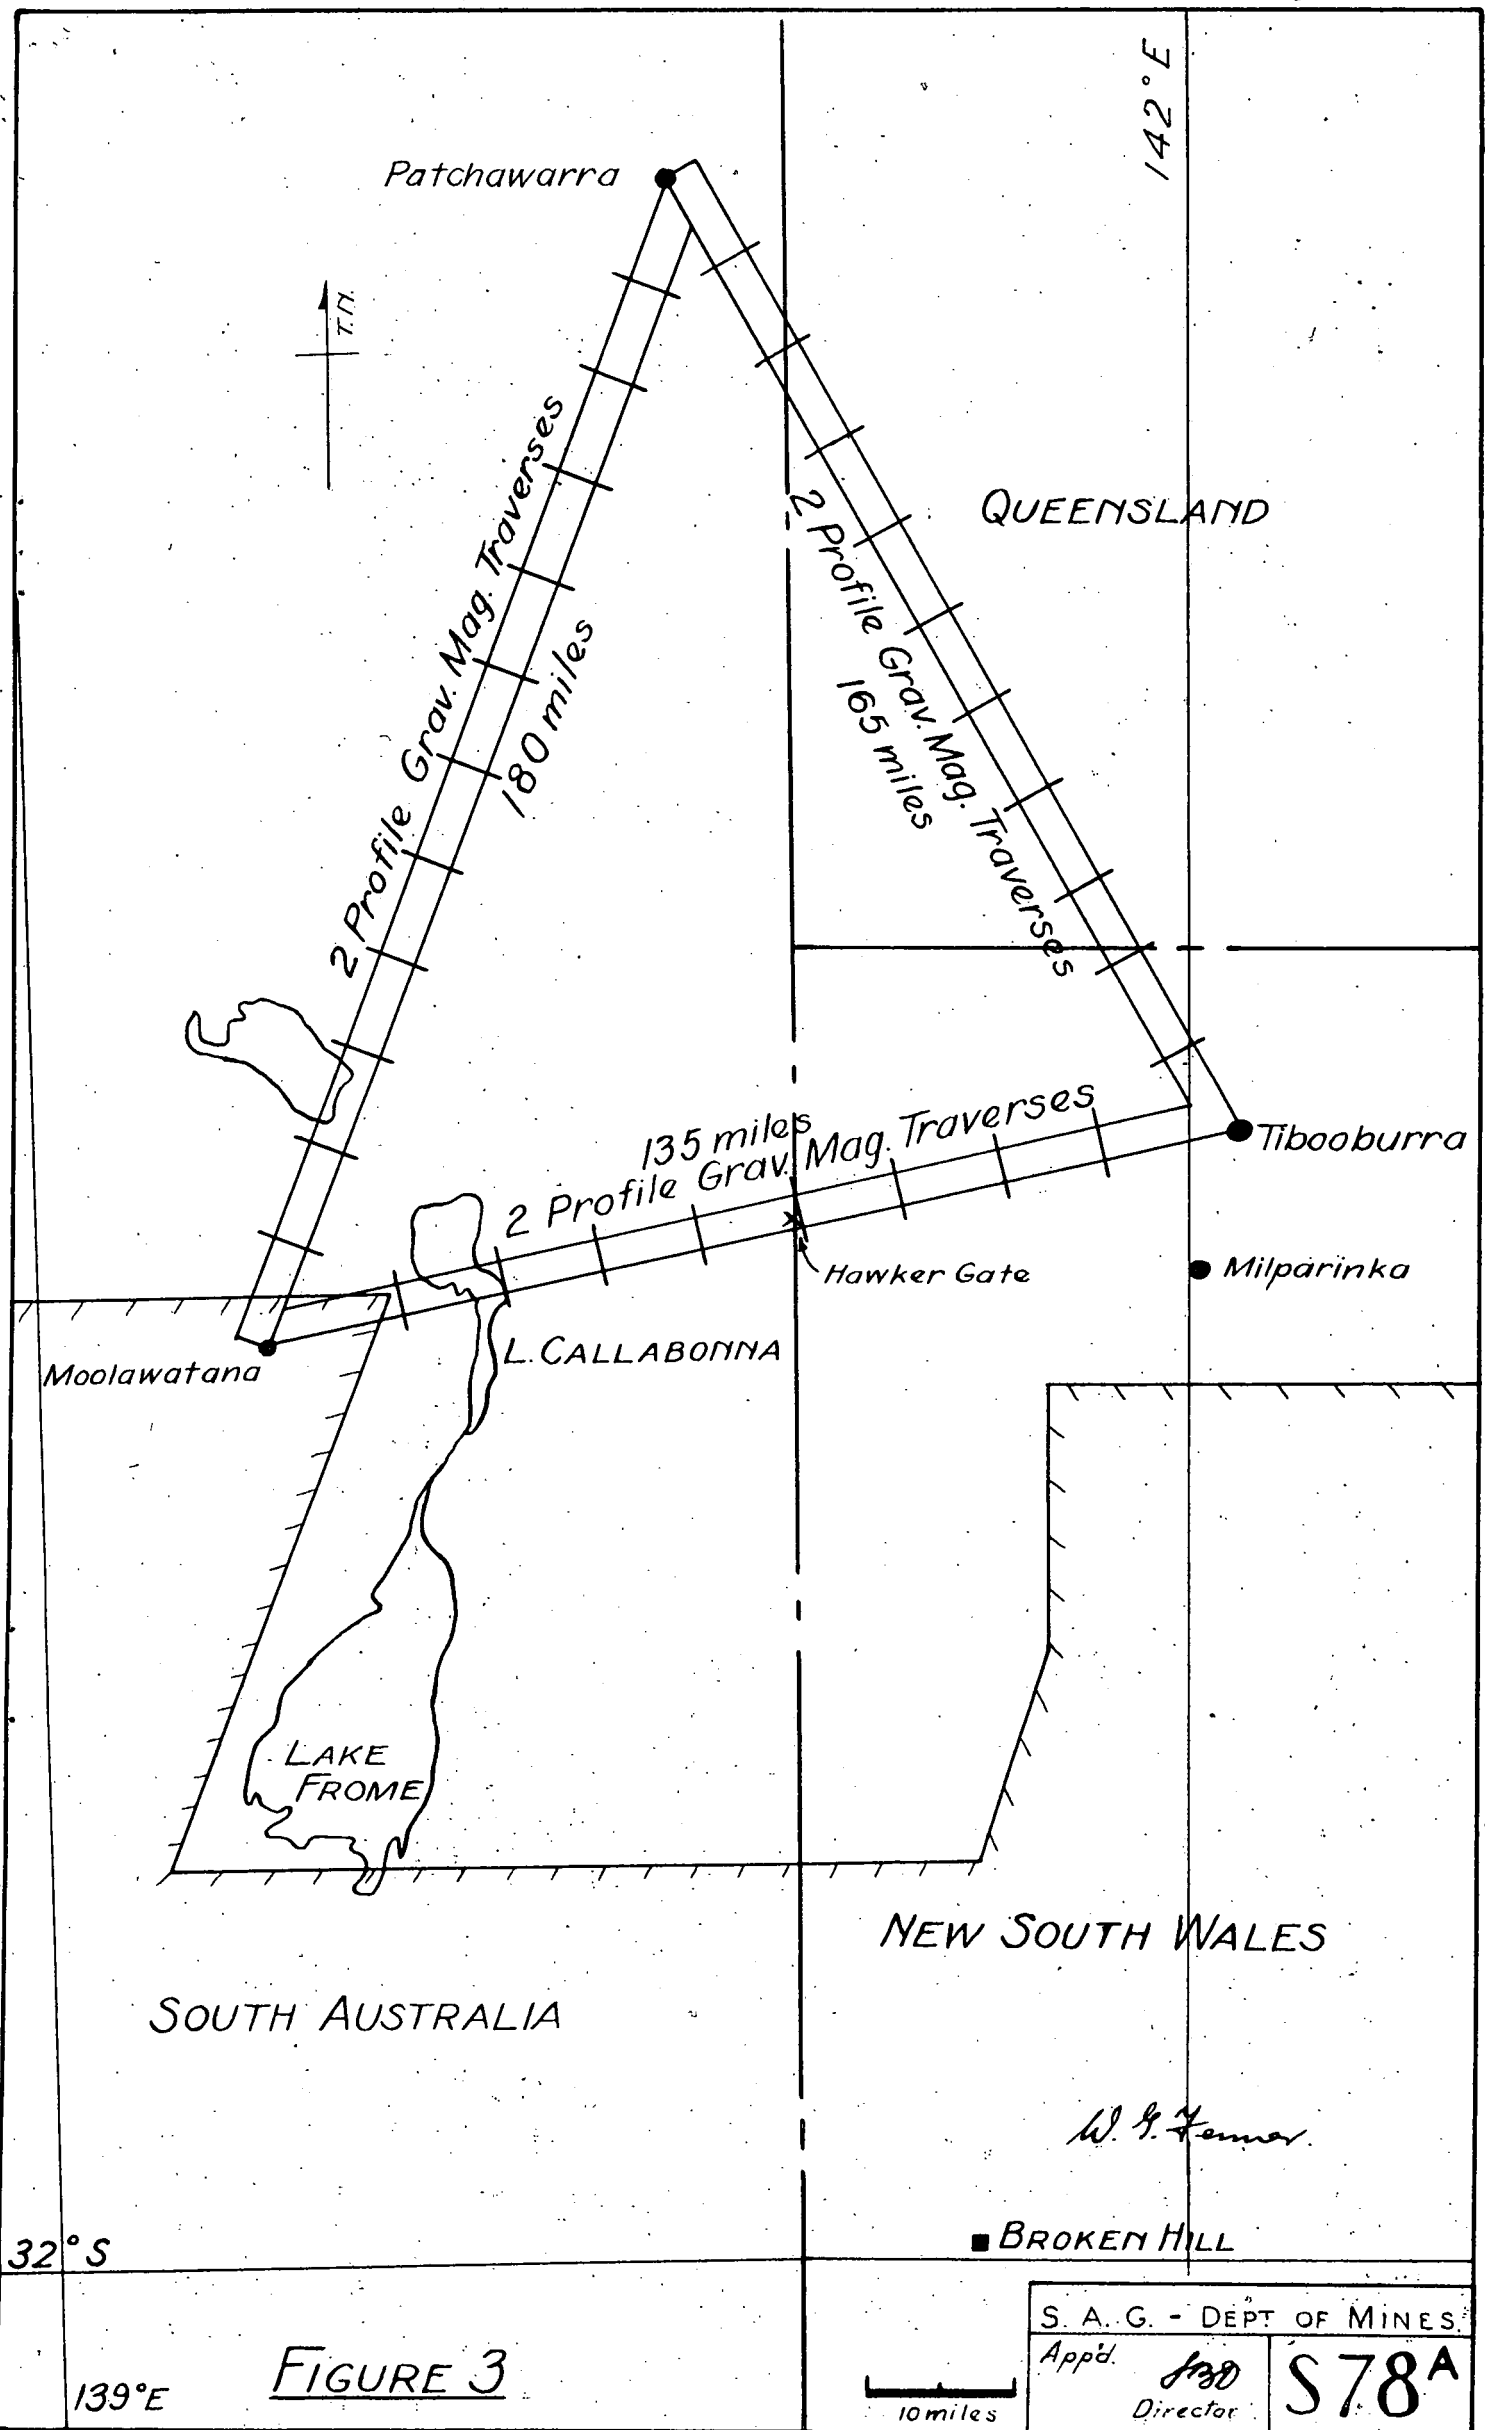 142°E
Patchawarra
2 Profile Grav. Mag. Traverses
180 miles
QUEENSLAND
2 Profile Grav. Mag. Traverses
165 miles
135 miles
2 Profile Grav. Mag. Traverses
Tibooburra
Hawker Gate
Milparinka
L. CALLABONNA
Moolawatana
LAKE
FROME
NEW SOUTH WALES
SOUTH AUSTRALIA
W. G. Fenner.
32°S
BROKEN HILL
S. A. G. - DEPT OF MINES.
App'd.
Director
S78A
FIGURE 3
139°E
10 miles